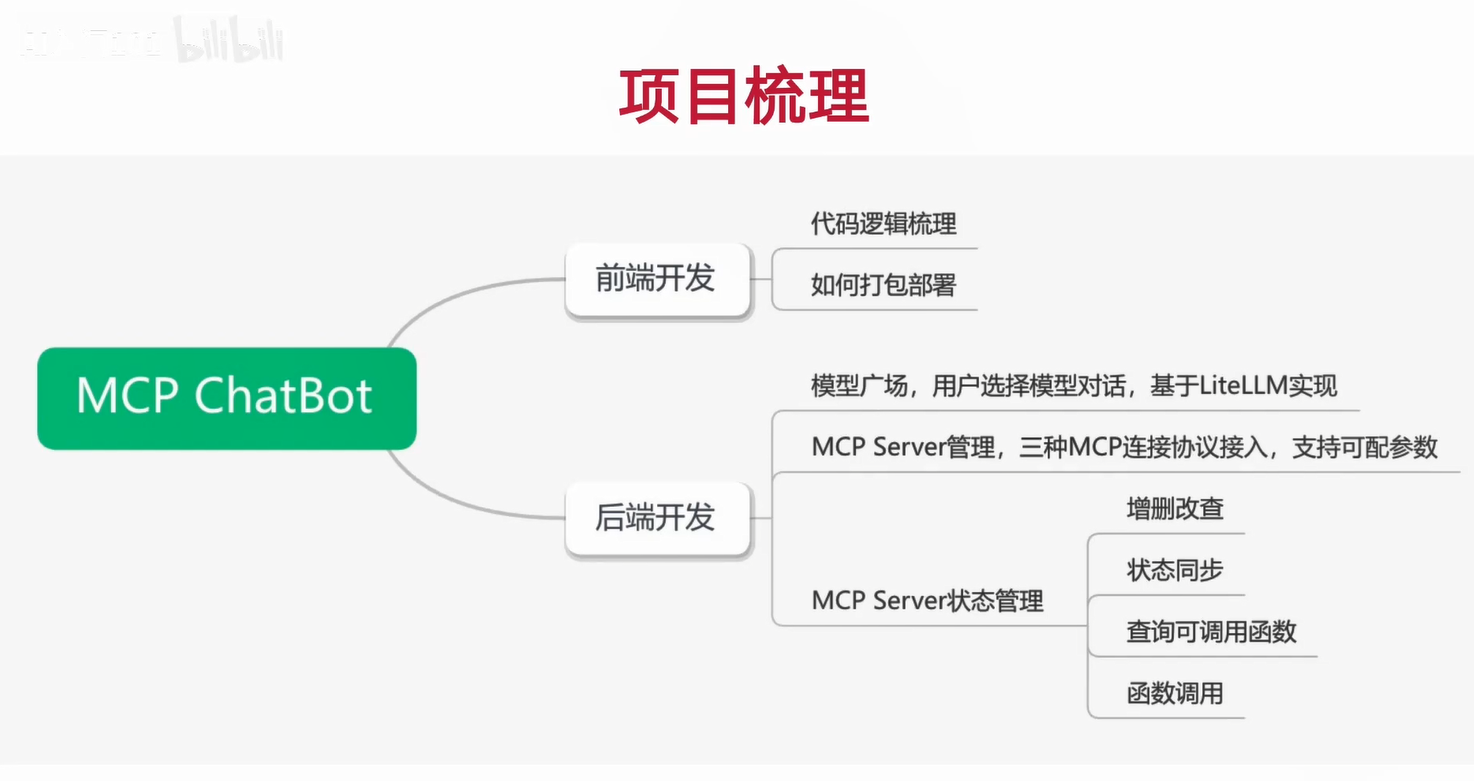 bilibili
项目梳理
代码逻辑梳理
前端开发
如何打包部署
MCP ChatBot
模型广场，用户选择模型对话，基于LiteLLM实现
MCP Server管理，三种MCP连接协议接入，支持可配参数
后端开发
增删改查
状态同步
MCP Server状态管理
查询可调用函数
函数调用